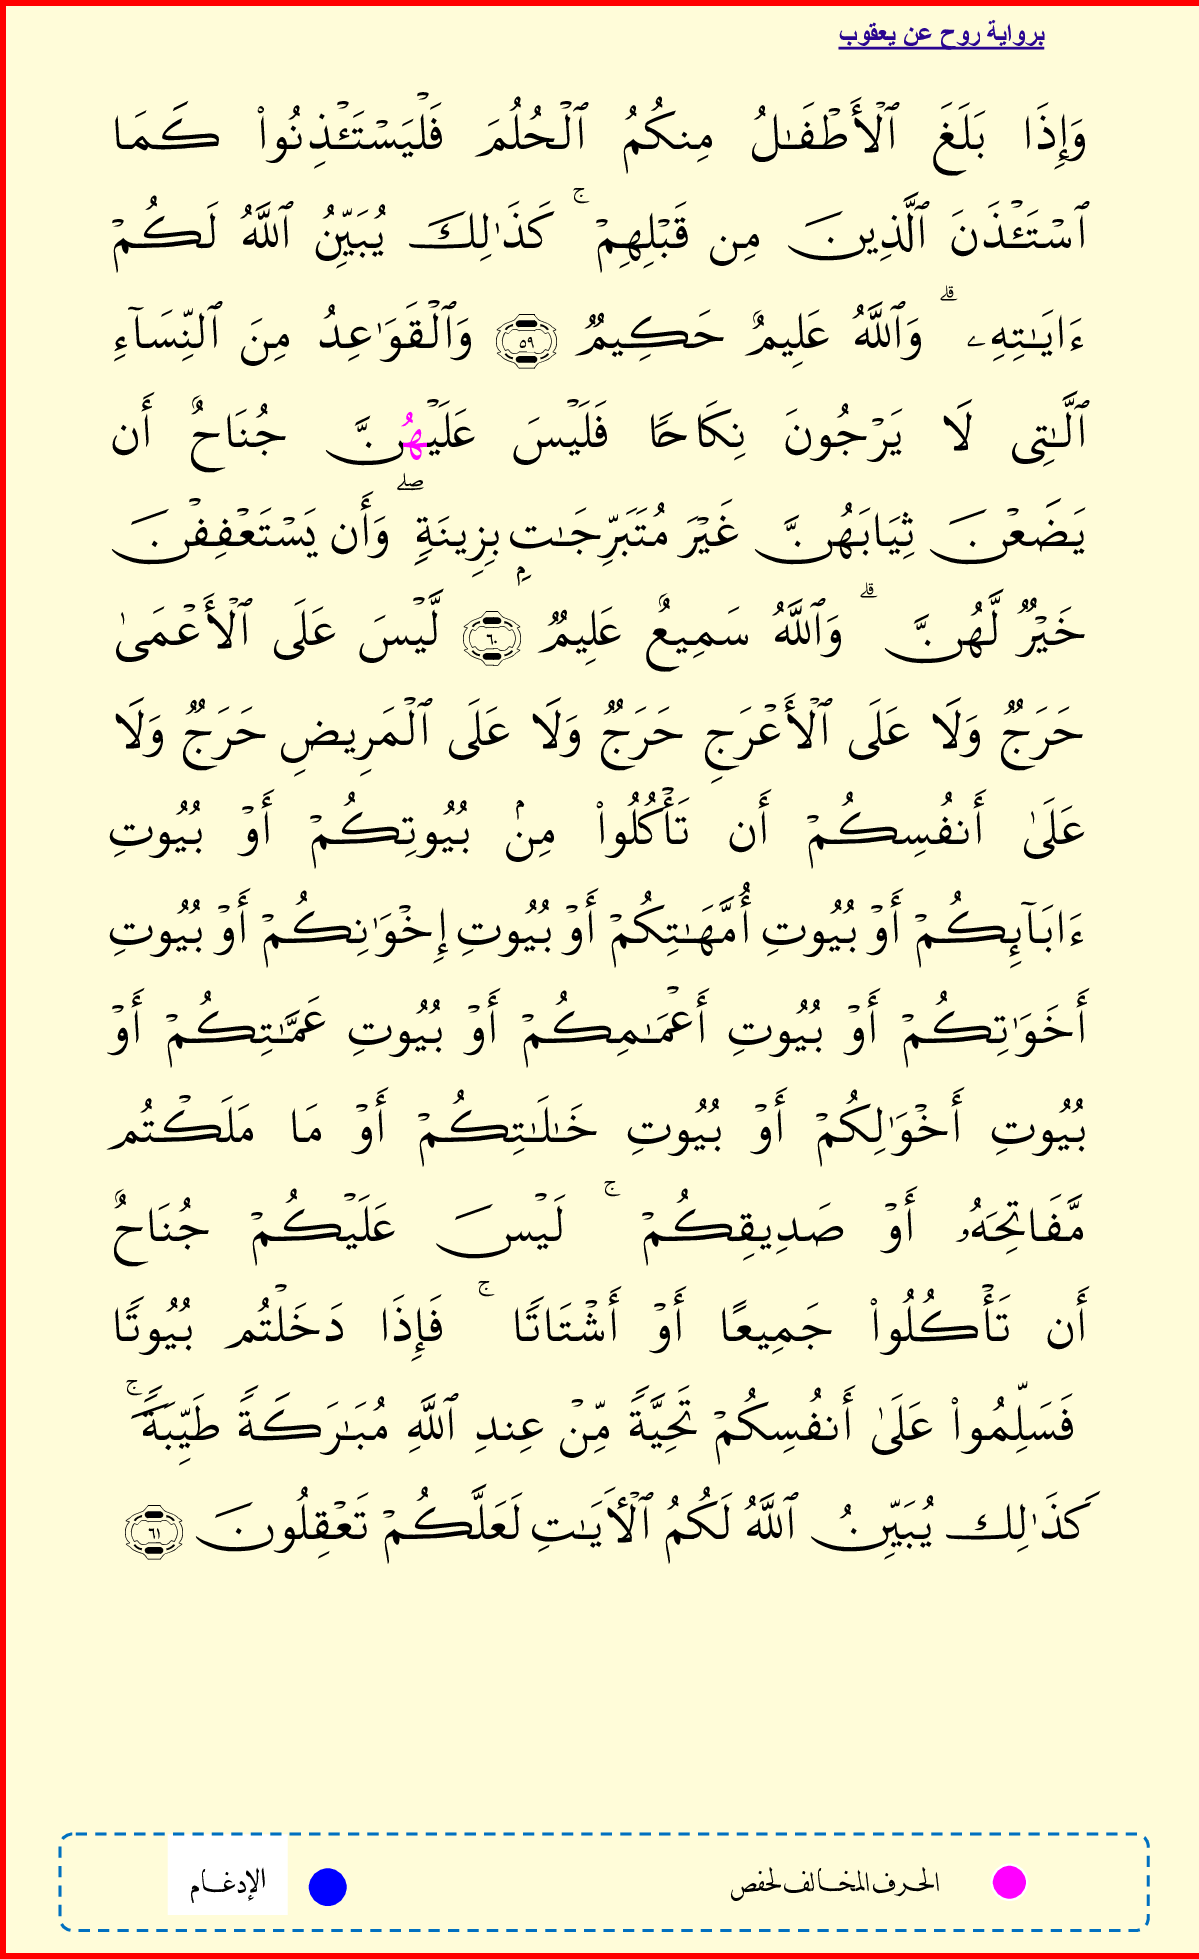 برواية روح عن يعقوب
وَإِذَا بَلَغَ ٱلْأَطْفَـٰلُ مِنكُمُ ٱلْحُلُمَ فَلْيَسْتَـْٔذِنُوا۟ كَمَا
ٱسْتَـْٔذَنَ ٱلَّذِينَ مِن قَبْلِهِمْ ۚ كَذَٰلِكَ يُبَيِّنُ ٱللَّهُ لَكُمْ
ءَايَـٰتِهِۦ ۗ وَٱللَّهُ عَلِيمٌ حَكِيمٌ ٥٩ وَٱلْقَوَٰعِدُ مِنَ ٱلنِّسَآءِ
ٱلَّـٰتِى لَا يَرْجُونَ نِكَاحًا فَلَيْسَ عَلَيْهُنَّ جُنَاحٌ أَن
يَضَعْنَ ثِيَابَهُنَّ غَيْرَ مُتَبَرِّجَـٰتٍۭ بِزِينَةٍ ۖ وَأَن يَسْتَعْفِفْنَ
خَيْرٌ لَّهُنَّ ۗ وَٱللَّهُ سَمِيعٌ عَلِيمٌ ٦٠ لَّيْسَ عَلَى ٱلْأَعْمَىٰ
حَرَجٌ وَلَا عَلَى ٱلْأَعْرَجِ حَرَجٌ وَلَا عَلَى ٱلْمَرِيضِ حَرَجٌ وَلَا
عَلَىٰ أَنفُسِكُمْ أَن تَأْكُلُوا۟ مِنۢ بُيُوتِكُمْ أَوْ بُيُوتِ
ءَابَآئِكُمْ أَوْ بُيُوتِ أُمَّهَـٰتِكُمْ أَوْ بُيُوتِ إِخْوَٰنِكُمْ أَوْ بُيُوتِ
أَخَوَٰتِكُمْ أَوْ بُيُوتِ أَعْمَـٰمِكُمْ أَوْ بُيُوتِ عَمَّـٰتِكُمْ أَوْ
بُيُوتِ أَخْوَٰلِكُمْ أَوْ بُيُوتِ خَـٰلَـٰتِكُمْ أَوْ مَا مَلَكْتُم
مَّفَاتِحَهُۥ أَوْ صَدِيقِكُمْ ۚ لَيْسَ عَلَيْكُمْ جُنَاحٌ
أَن تَأْكُلُوا۟ جَمِيعًا أَوْ أَشْتَاتًا ۚ فَإِذَا دَخَلْتُم بُيُوتًا
فَسَلِّمُوا۟ عَلَىٰ أَنفُسِكُمْ تَحِيَّةً مِّنْ عِندِ ٱللَّهِ مُبَـٰرَكَةً طَيِّبَةً ۚ
كَذَٰلِكَ يُبَيِّنُ ٱللَّهُ لَكُمُ ٱلْـَٔايَـٰتِ لَعَلَّكُمْ تَعْقِلُونَ ٦١
الحرف المخالف لحفص
الإدغام